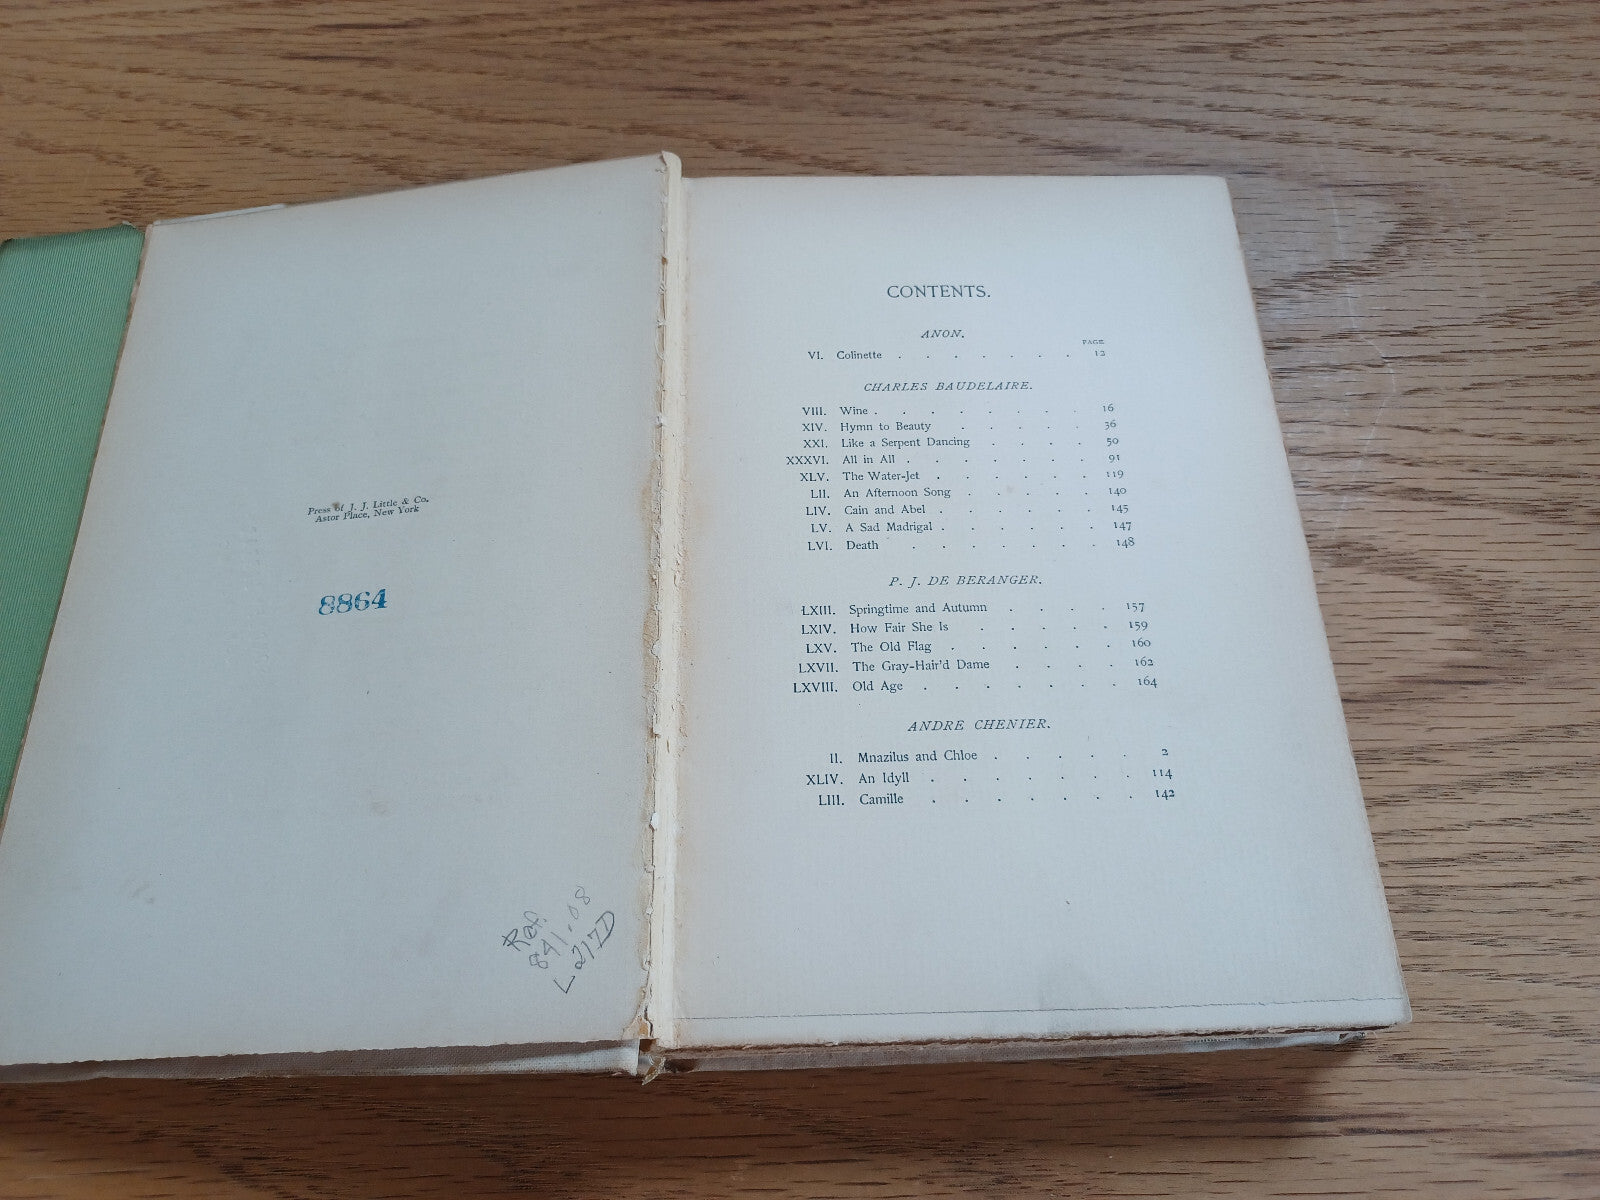 Press of J. J. Little & Co.
Astor Place, New York
8864
Ref.
841.08
L217D
CONTENTS.
ANON.
PAGE
VI. Colinette . . . . . . . 12
CHARLES BAUDELAIRE.
VIII. Wine . . . . . . . . 16
XIV. Hymn to Beauty . . . . . 36
XXI. Like a Serpent Dancing . . . . 50
XXXVI. All in All . . . . . . . 91
XLV. The Water-Jet . . . . . . 119
LII. An Afternoon Song . . . . . 140
LIV. Cain and Abel . . . . . . 145
LV. A Sad Madrigal . . . . . . 147
LVI. Death . . . . . . . 148
P. J. DE BERANGER.
LXIII. Springtime and Autumn . . . . 157
LXIV. How Fair She Is . . . . . 159
LXV. The Old Flag . . . . . . 160
LXVII. The Gray-Hair'd Dame . . . . 162
LXVIII. Old Age . . . . . . . 164
ANDRE CHENIER.
II. Mnazilus and Chloe . . . . . 2
XLIV. An Idyll . . . . . . . 114
LIII. Camille . . . . . . . 142